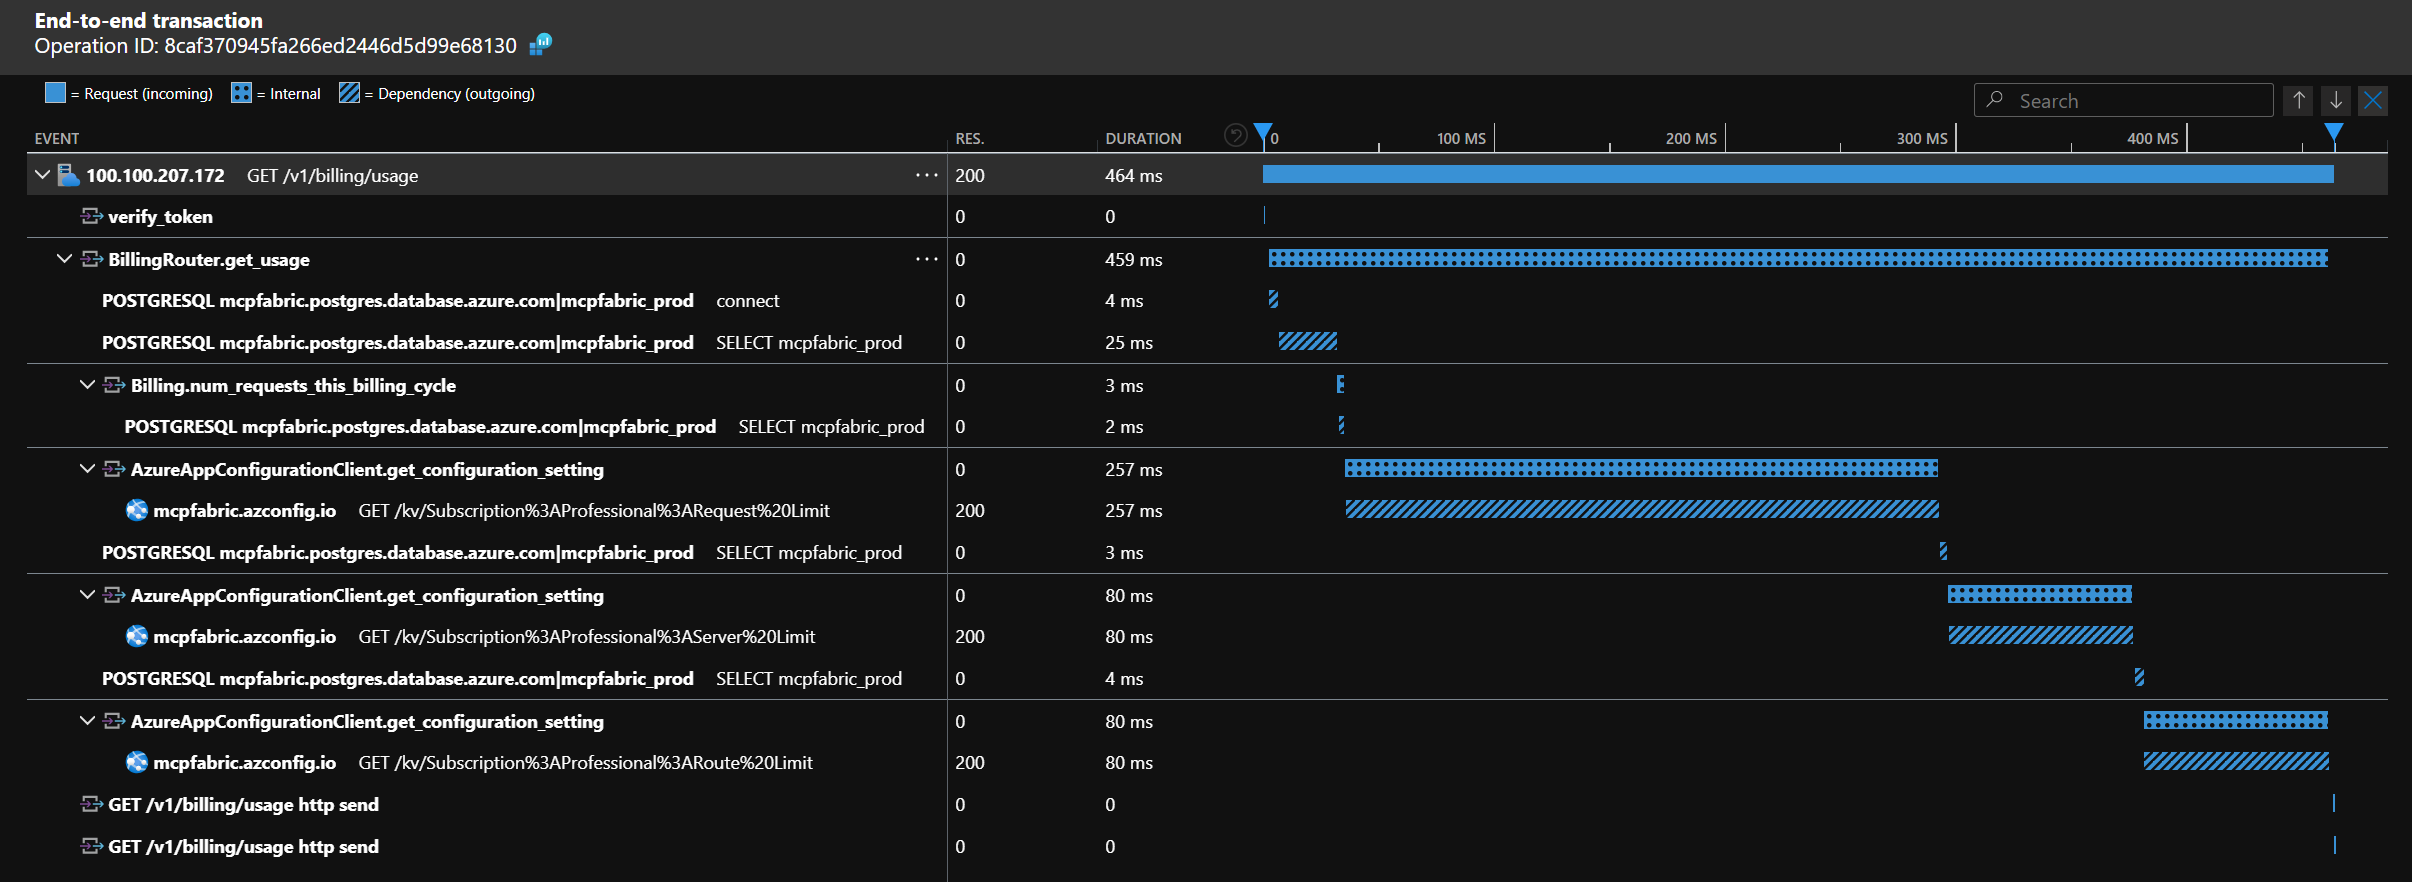 End-to-end transaction
Operation ID: 8caf370945fa266ed2446d5d99e68130
= Request (incoming) = Internal = Dependency (outgoing)
Search
EVENT RES. DURATION 0 100 MS 200 MS 300 MS 400 MS
100.100.207.172 GET /v1/billing/usage ... 200 464 ms
verify_token 0 0
BillingRouter.get_usage ... 0 459 ms
POSTGRESQL mcpfabric.postgres.database.azure.com|mcpfabric_prod connect 0 4 ms
POSTGRESQL mcpfabric.postgres.database.azure.com|mcpfabric_prod SELECT mcpfabric_prod 0 25 ms
Billing.num_requests_this_billing_cycle 0 3 ms
POSTGRESQL mcpfabric.postgres.database.azure.com|mcpfabric_prod SELECT mcpfabric_prod 0 2 ms
AzureAppConfigurationClient.get_configuration_setting 0 257 ms
mcpfabric.azconfig.io GET /kv/Subscription%3AProfessional%3ARequest%20Limit 200 257 ms
POSTGRESQL mcpfabric.postgres.database.azure.com|mcpfabric_prod SELECT mcpfabric_prod 0 3 ms
AzureAppConfigurationClient.get_configuration_setting 0 80 ms
mcpfabric.azconfig.io GET /kv/Subscription%3AProfessional%3AServer%20Limit 200 80 ms
POSTGRESQL mcpfabric.postgres.database.azure.com|mcpfabric_prod SELECT mcpfabric_prod 0 4 ms
AzureAppConfigurationClient.get_configuration_setting 0 80 ms
mcpfabric.azconfig.io GET /kv/Subscription%3AProfessional%3ARoute%20Limit 200 80 ms
GET /v1/billing/usage http send 0 0
GET /v1/billing/usage http send 0 0